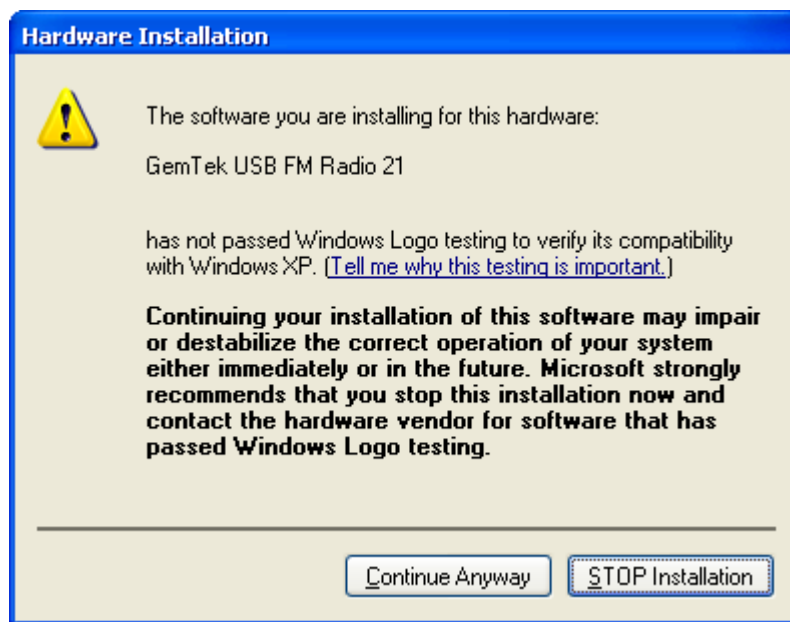 Hardware Installation
The software you are installing for this hardware:
GemTek USB FM Radio 21
has not passed Windows Logo testing to verify its compatibility
with Windows XP. (Tell me why this testing is important.)
Continuing your installation of this software may impair
or destabilize the correct operation of your system
either immediately or in the future. Microsoft strongly
recommends that you stop this installation now and
contact the hardware vendor for software that has
passed Windows Logo testing.
Continue Anyway
STOP Installation